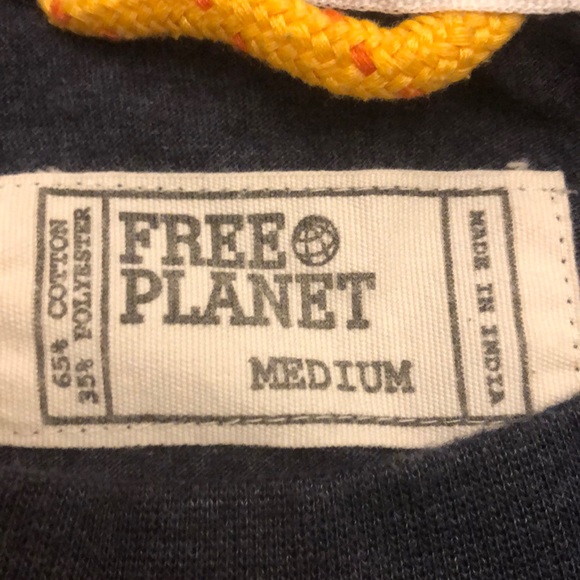 65% COTTON
35% POLYESTER
FREE
PLANET
MEDIUM
MADE IN INDIA